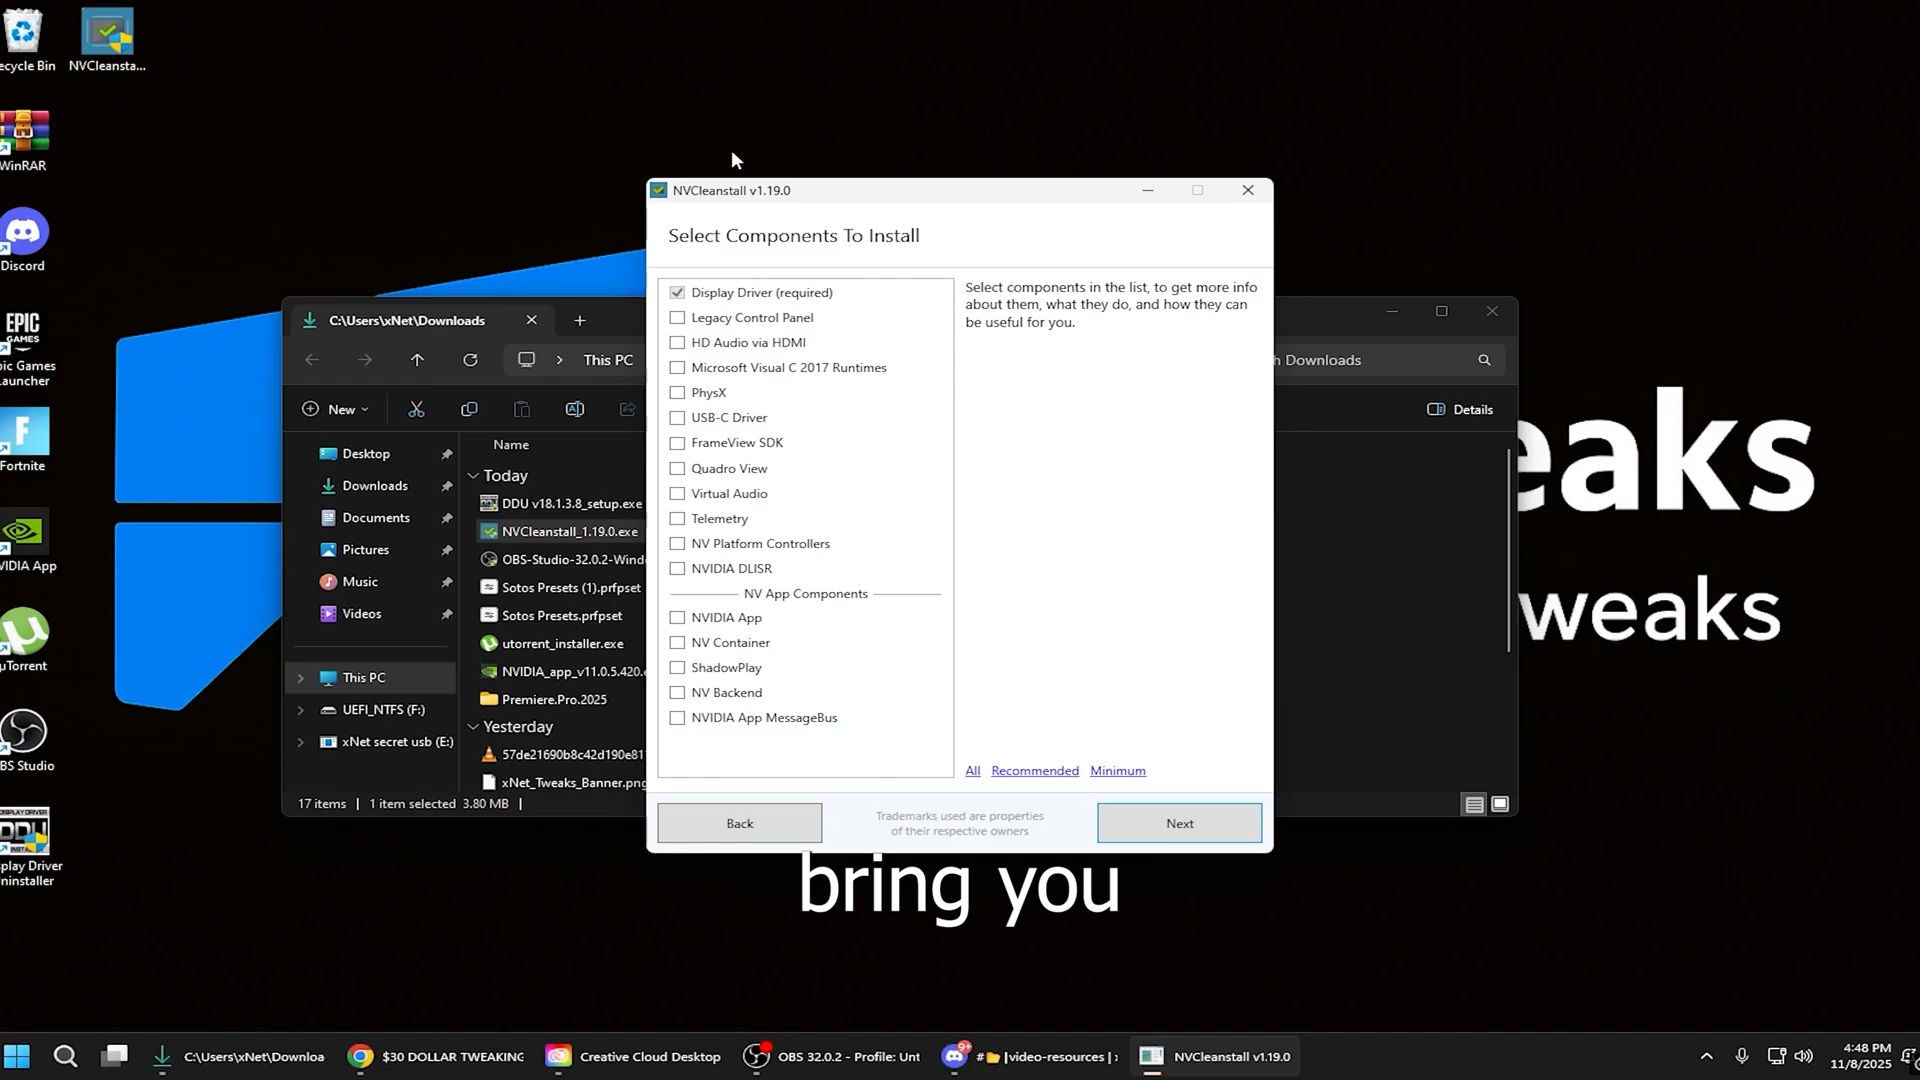 ecycle Bin
NVCleansta...
WinRAR
Discord
EPIC
GAMES
pic Games
Launcher
F
Fortnite
VIDIA App
µTorrent
BS Studio
DISPLAY DRIVER
DDU
splay Driver
ninstaller
eaks
weaks
bring you
C:\Users\xNet\Downloads
This PC
h Downloads
New
Details
Desktop
Downloads
Documents
Pictures
Music
Videos
This PC
UEFI_NTFS (F:)
xNet secret usb (E:)
Name
Today
DDU v18.1.3.8_setup.exe
NVCleanstall_1.19.0.exe
OBS-Studio-32.0.2-Wind
Sotos Presets (1).prfpset
Sotos Presets.prfpset
utorrent_installer.exe
NVIDIA_app_v11.0.5.420.e
Premiere.Pro.2025
Yesterday
57de21690b8c42d190e81
xNet_Tweaks_Banner.png
17 items
1 item selected 3.80 MB
NVCleanstall v1.19.0
Select Components To Install
Display Driver (required)
Legacy Control Panel
HD Audio via HDMI
Microsoft Visual C 2017 Runtimes
PhysX
USB-C Driver
FrameView SDK
Quadro View
Virtual Audio
Telemetry
NV Platform Controllers
NVIDIA DLISR
NV App Components
NVIDIA App
NV Container
ShadowPlay
NV Backend
NVIDIA App MessageBus
Select components in the list, to get more info
about them, what they do, and how they can
be useful for you.
All Recommended Minimum
Back
Trademarks used are properties
of their respective owners
Next
C:\Users\xNet\Downloa
$30 DOLLAR TWEAKING
Creative Cloud Desktop
OBS 32.0.2 - Profile: Unt
9+
#📁|video-resources |
NVCleanstall v1.19.0
4:48 PM
11/8/2025